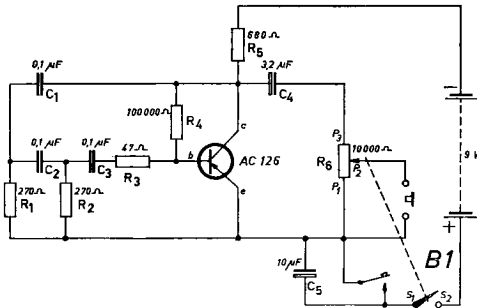 680 Ω
R5
0,1 µF
C1
3,2 µF
C4
100 000 Ω
R4
c
0,1 µF
C2
0,1 µF
C3
47 Ω
R3
b
AC 126
e
P3
10000 Ω
R6
P2
P1
−
9 V
+
270 Ω
R1
270 Ω
R2
10 µF
C5
B1
S1
S2